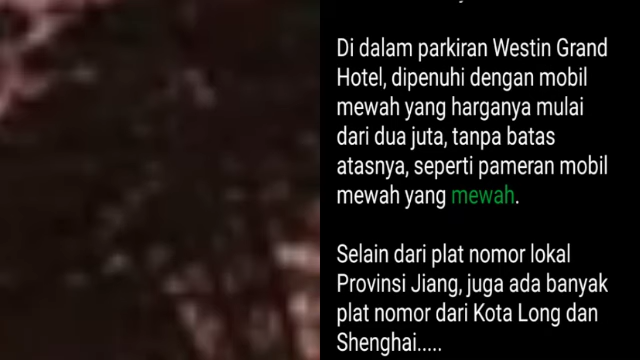 Di dalam parkiran Westin Grand
Hotel, dipenuhi dengan mobil
mewah yang harganya mulai
dari dua juta, tanpa batas
atasnya, seperti pameran mobil
mewah yang mewah.
Selain dari plat nomor lokal
Provinsi Jiang, juga ada banyak
plat nomor dari Kota Long dan
Shenghai.....